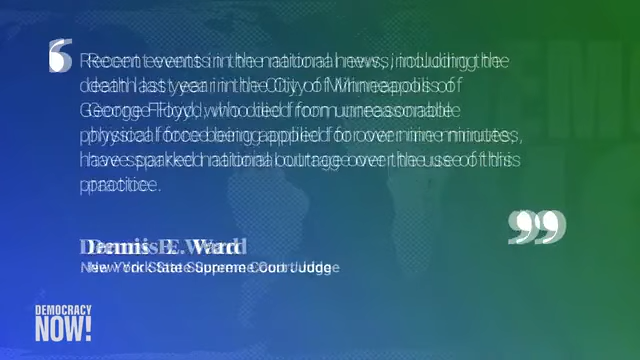 Recent events in the national news, including the
death last year in the City of Minneapolis of
George Floyd, who died from unreasonable
physical force being applied for over nine minutes,
have sparked national outrage over the use of this
practice.
Dennis E. Ward
New York State Supreme Court Judge
DEMOCRACY
NOW!